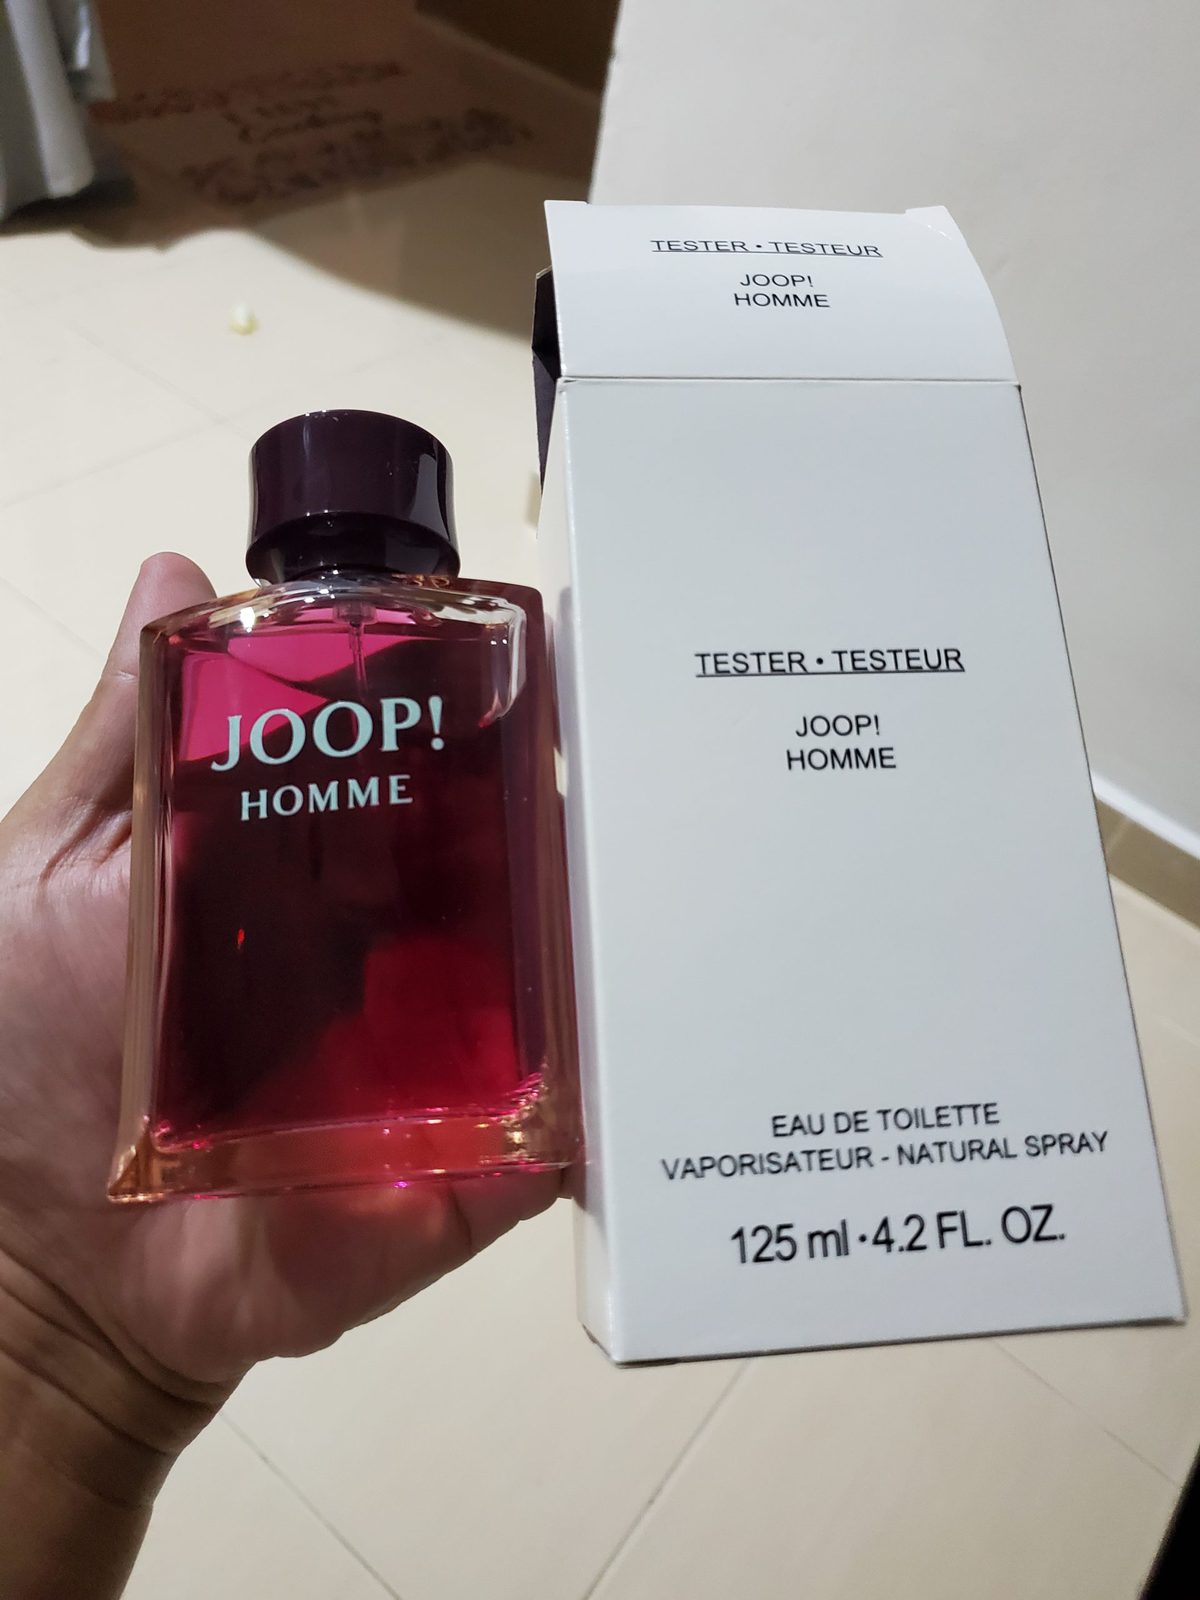 TESTER • TESTEUR
JOOP!
HOMME
JOOP!
HOMME
TESTER • TESTEUR
JOOP!
HOMME
EAU DE TOILETTE
VAPORISATEUR - NATURAL SPRAY
125 ml • 4.2 FL. OZ.